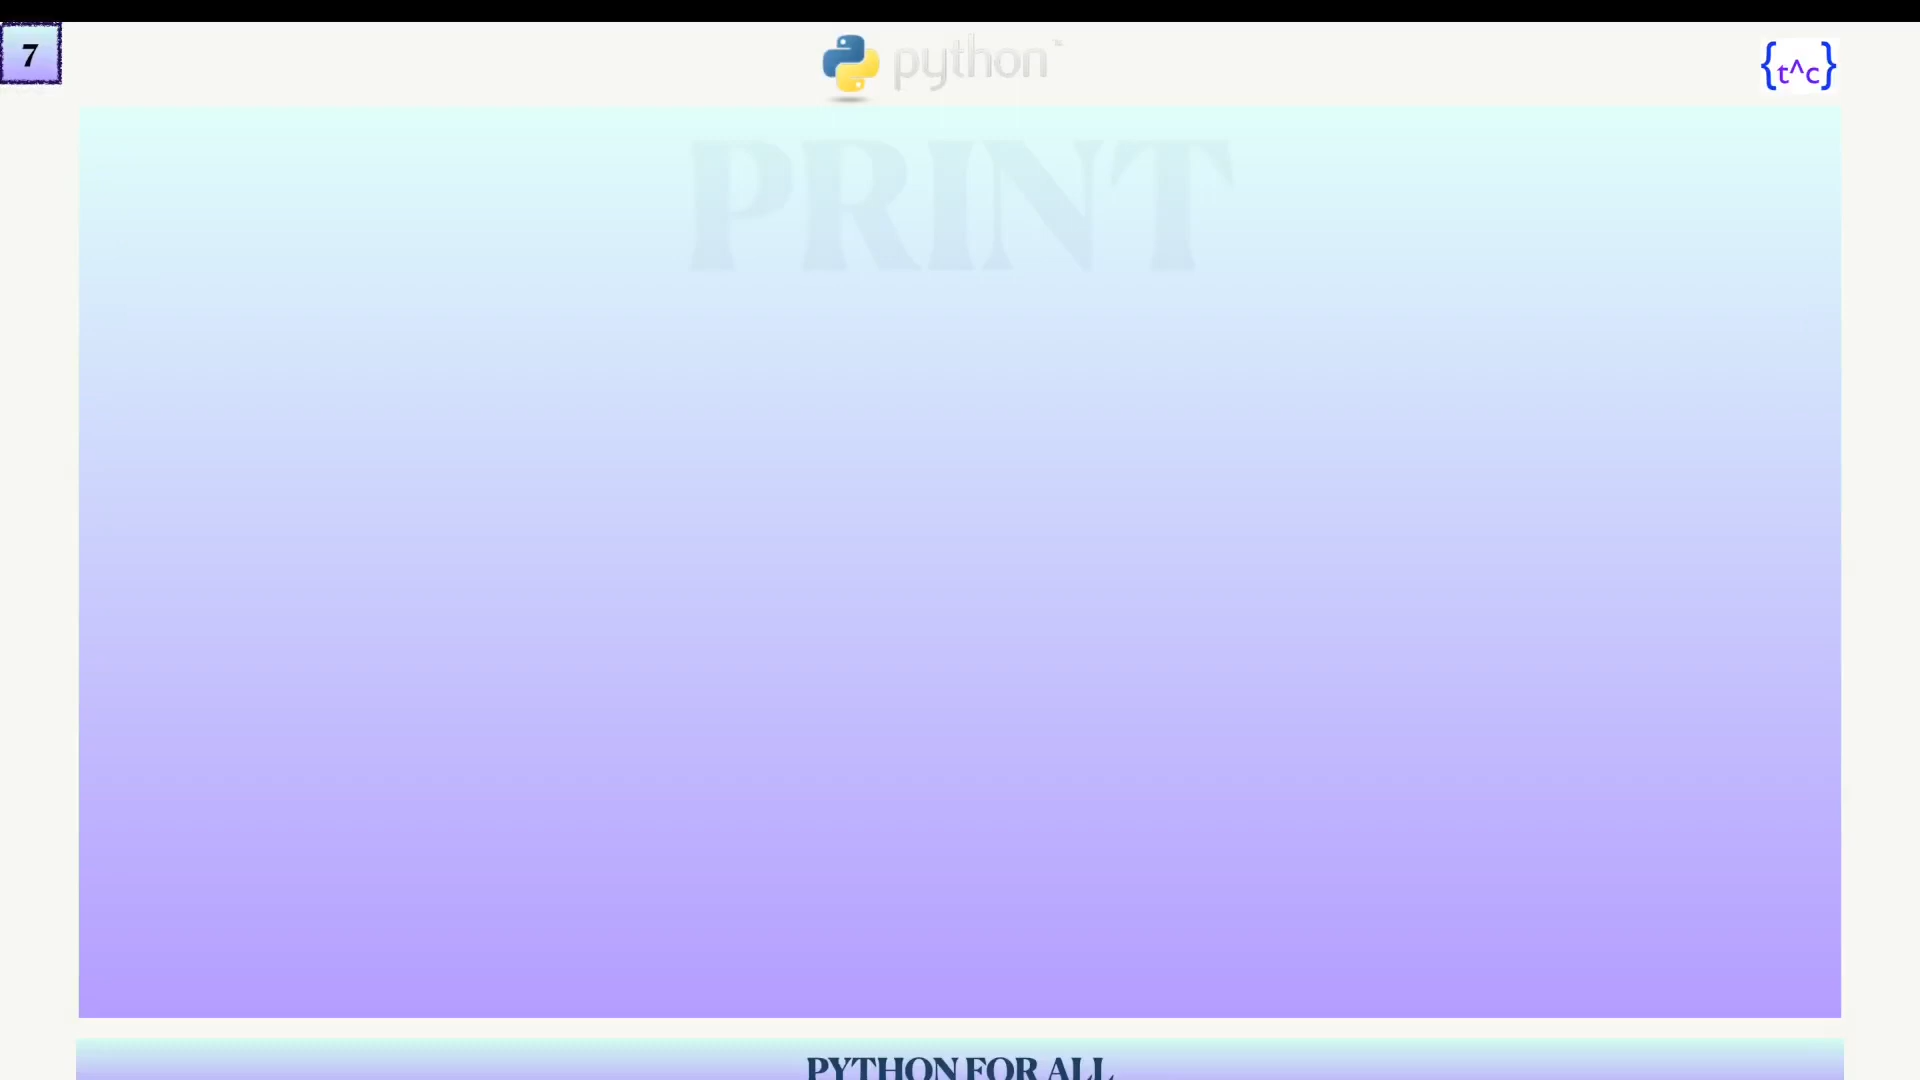 7
python
{t^c}
PRINT
PYTHON FOR ALL